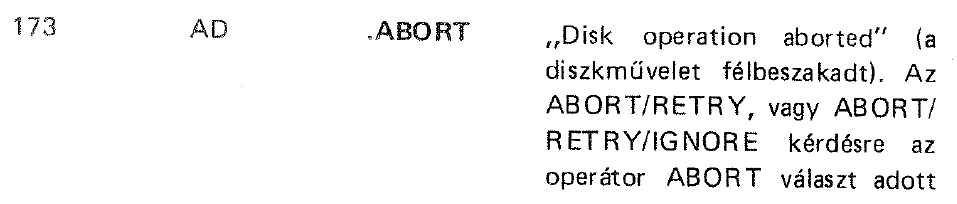 173 AD .ABORT „Disk operation aborted” (a
diszkművelet félbeszakadt). Az
ABORT/RETRY, vagy ABORT/
RETRY/IGNORE kérdésre az
operátor ABORT választ adott